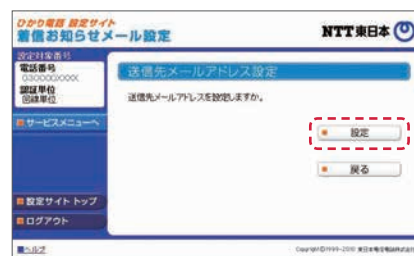 ひかり電話 設定サイト
着信お知らせメール設定
NTT東日本
設定対象番号
電話番号
0300000XXXX
認証単位
回線単位
サービスメニューへ
設定サイト トップ
ログアウト
ヘルプ
送信先メールアドレス設定
送信先メールアドレスを設定しますか。
設定
戻る